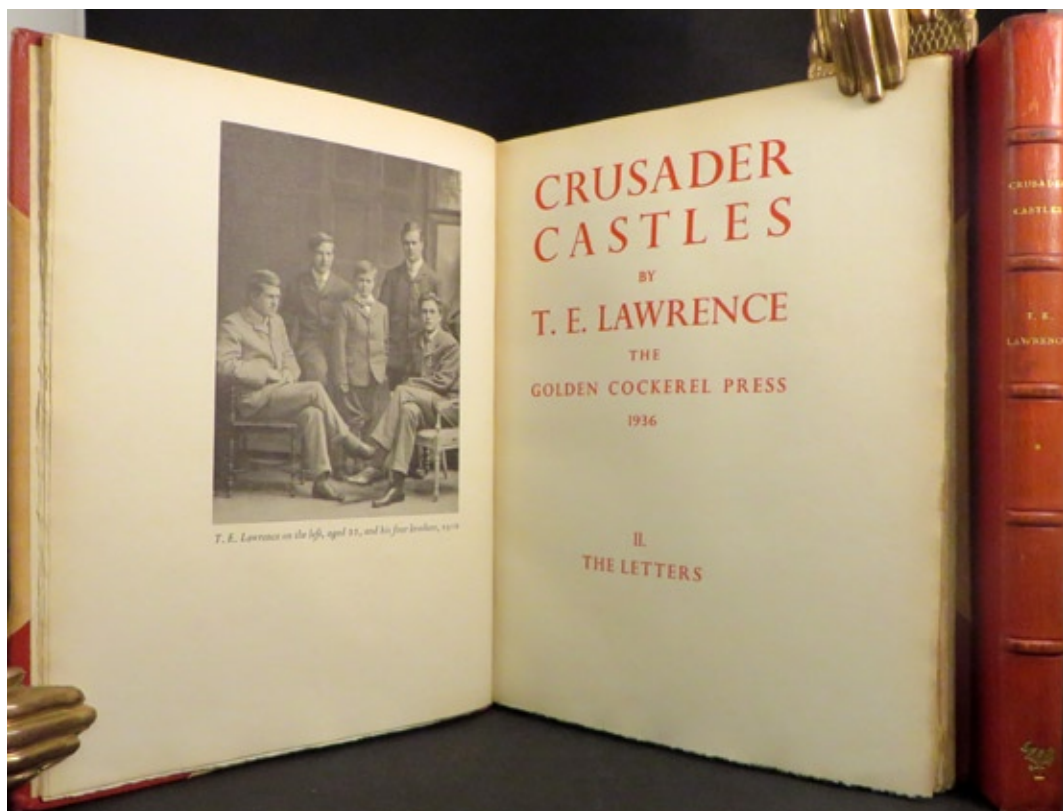 T. E. Lawrence on the left, aged 22, and his four brothers, 1910
CRUSADER
CASTLES
BY
T. E. LAWRENCE
THE
GOLDEN COCKEREL PRESS
1936
II.
THE LETTERS
CRUSADER
CASTLES
T. E.
LAWRENCE